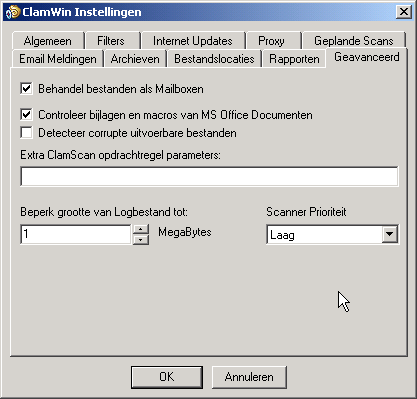 ClamWin Instellingen
Algemeen Filters Internet Updates Proxy Geplande Scans
Email Meldingen Archieven Bestandslocaties Rapporten Geavanceerd
Behandel bestanden als Mailboxen
Controleer bijlagen en macros van MS Office Documenten
Detecteer corrupte uitvoerbare bestanden
Extra ClamScan opdrachtregel parameters:
Beperk grootte van Logbestand tot: Scanner Prioriteit
1 MegaBytes Laag
OK Annuleren